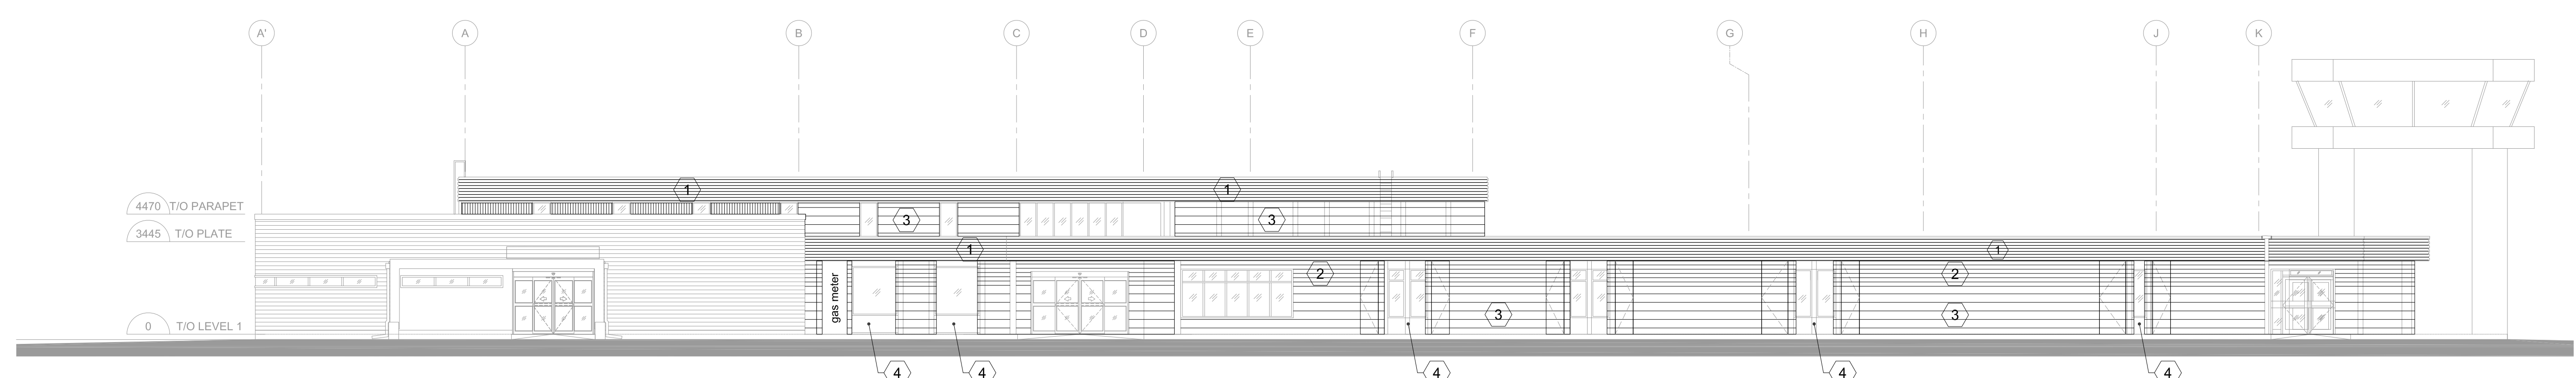 A' A B C D E F G H J K
1 1
4470 T/O PARAPET
3 3
3445 T/O PLATE
1 1
2 2
gas meter
3 3
0 T/O LEVEL 1
4 4 4 4 4